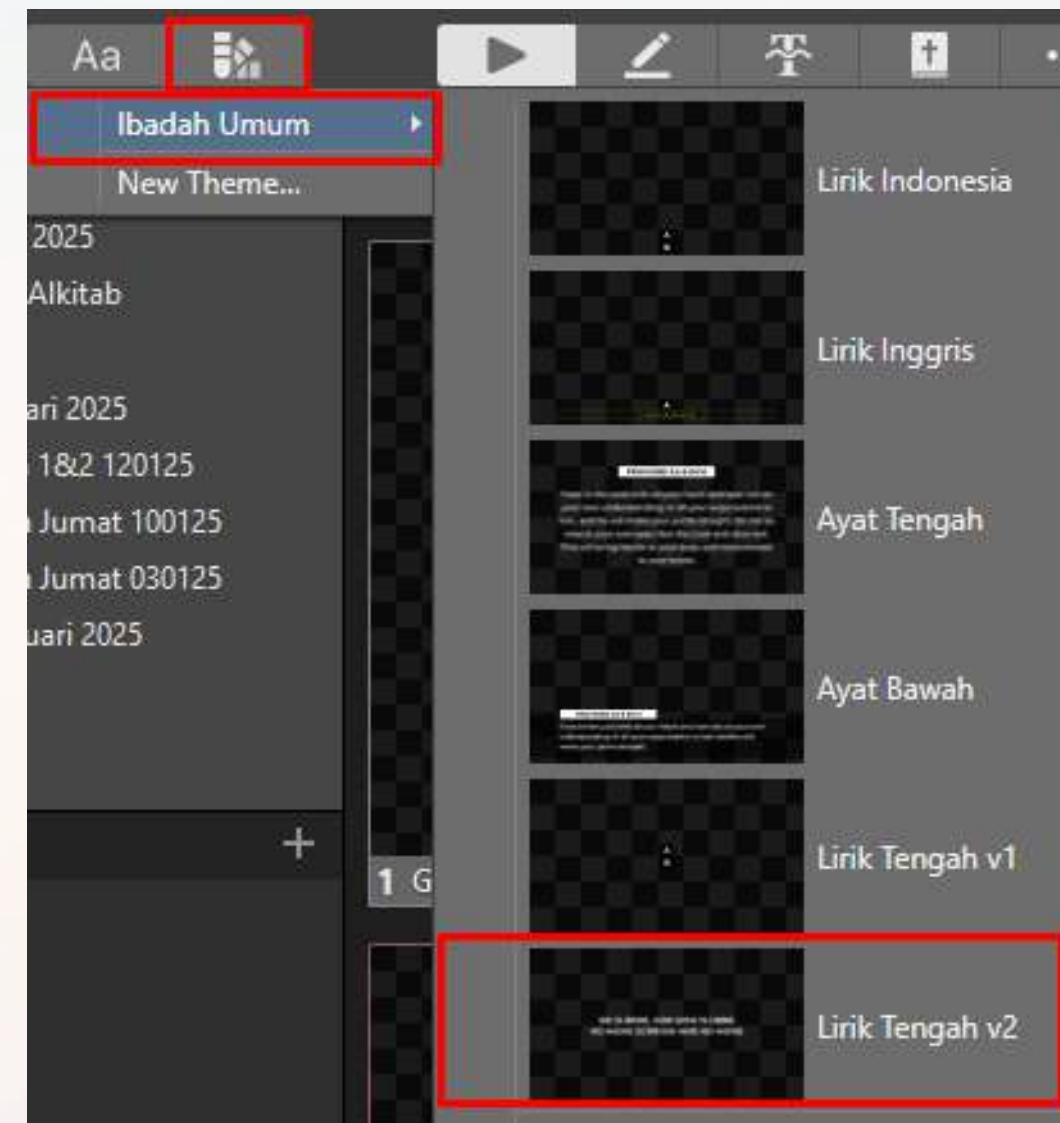 Aa
Ibadah Umum
New Theme...
2025
Alkitab
ari 2025
1&2 120125
Jumat 100125
Jumat 030125
uari 2025
1 G
Lirik Indonesia
Lirik Inggris
Ayat Tengah
Ayat Bawah
Lirik Tengah v1
Lirik Tengah v2